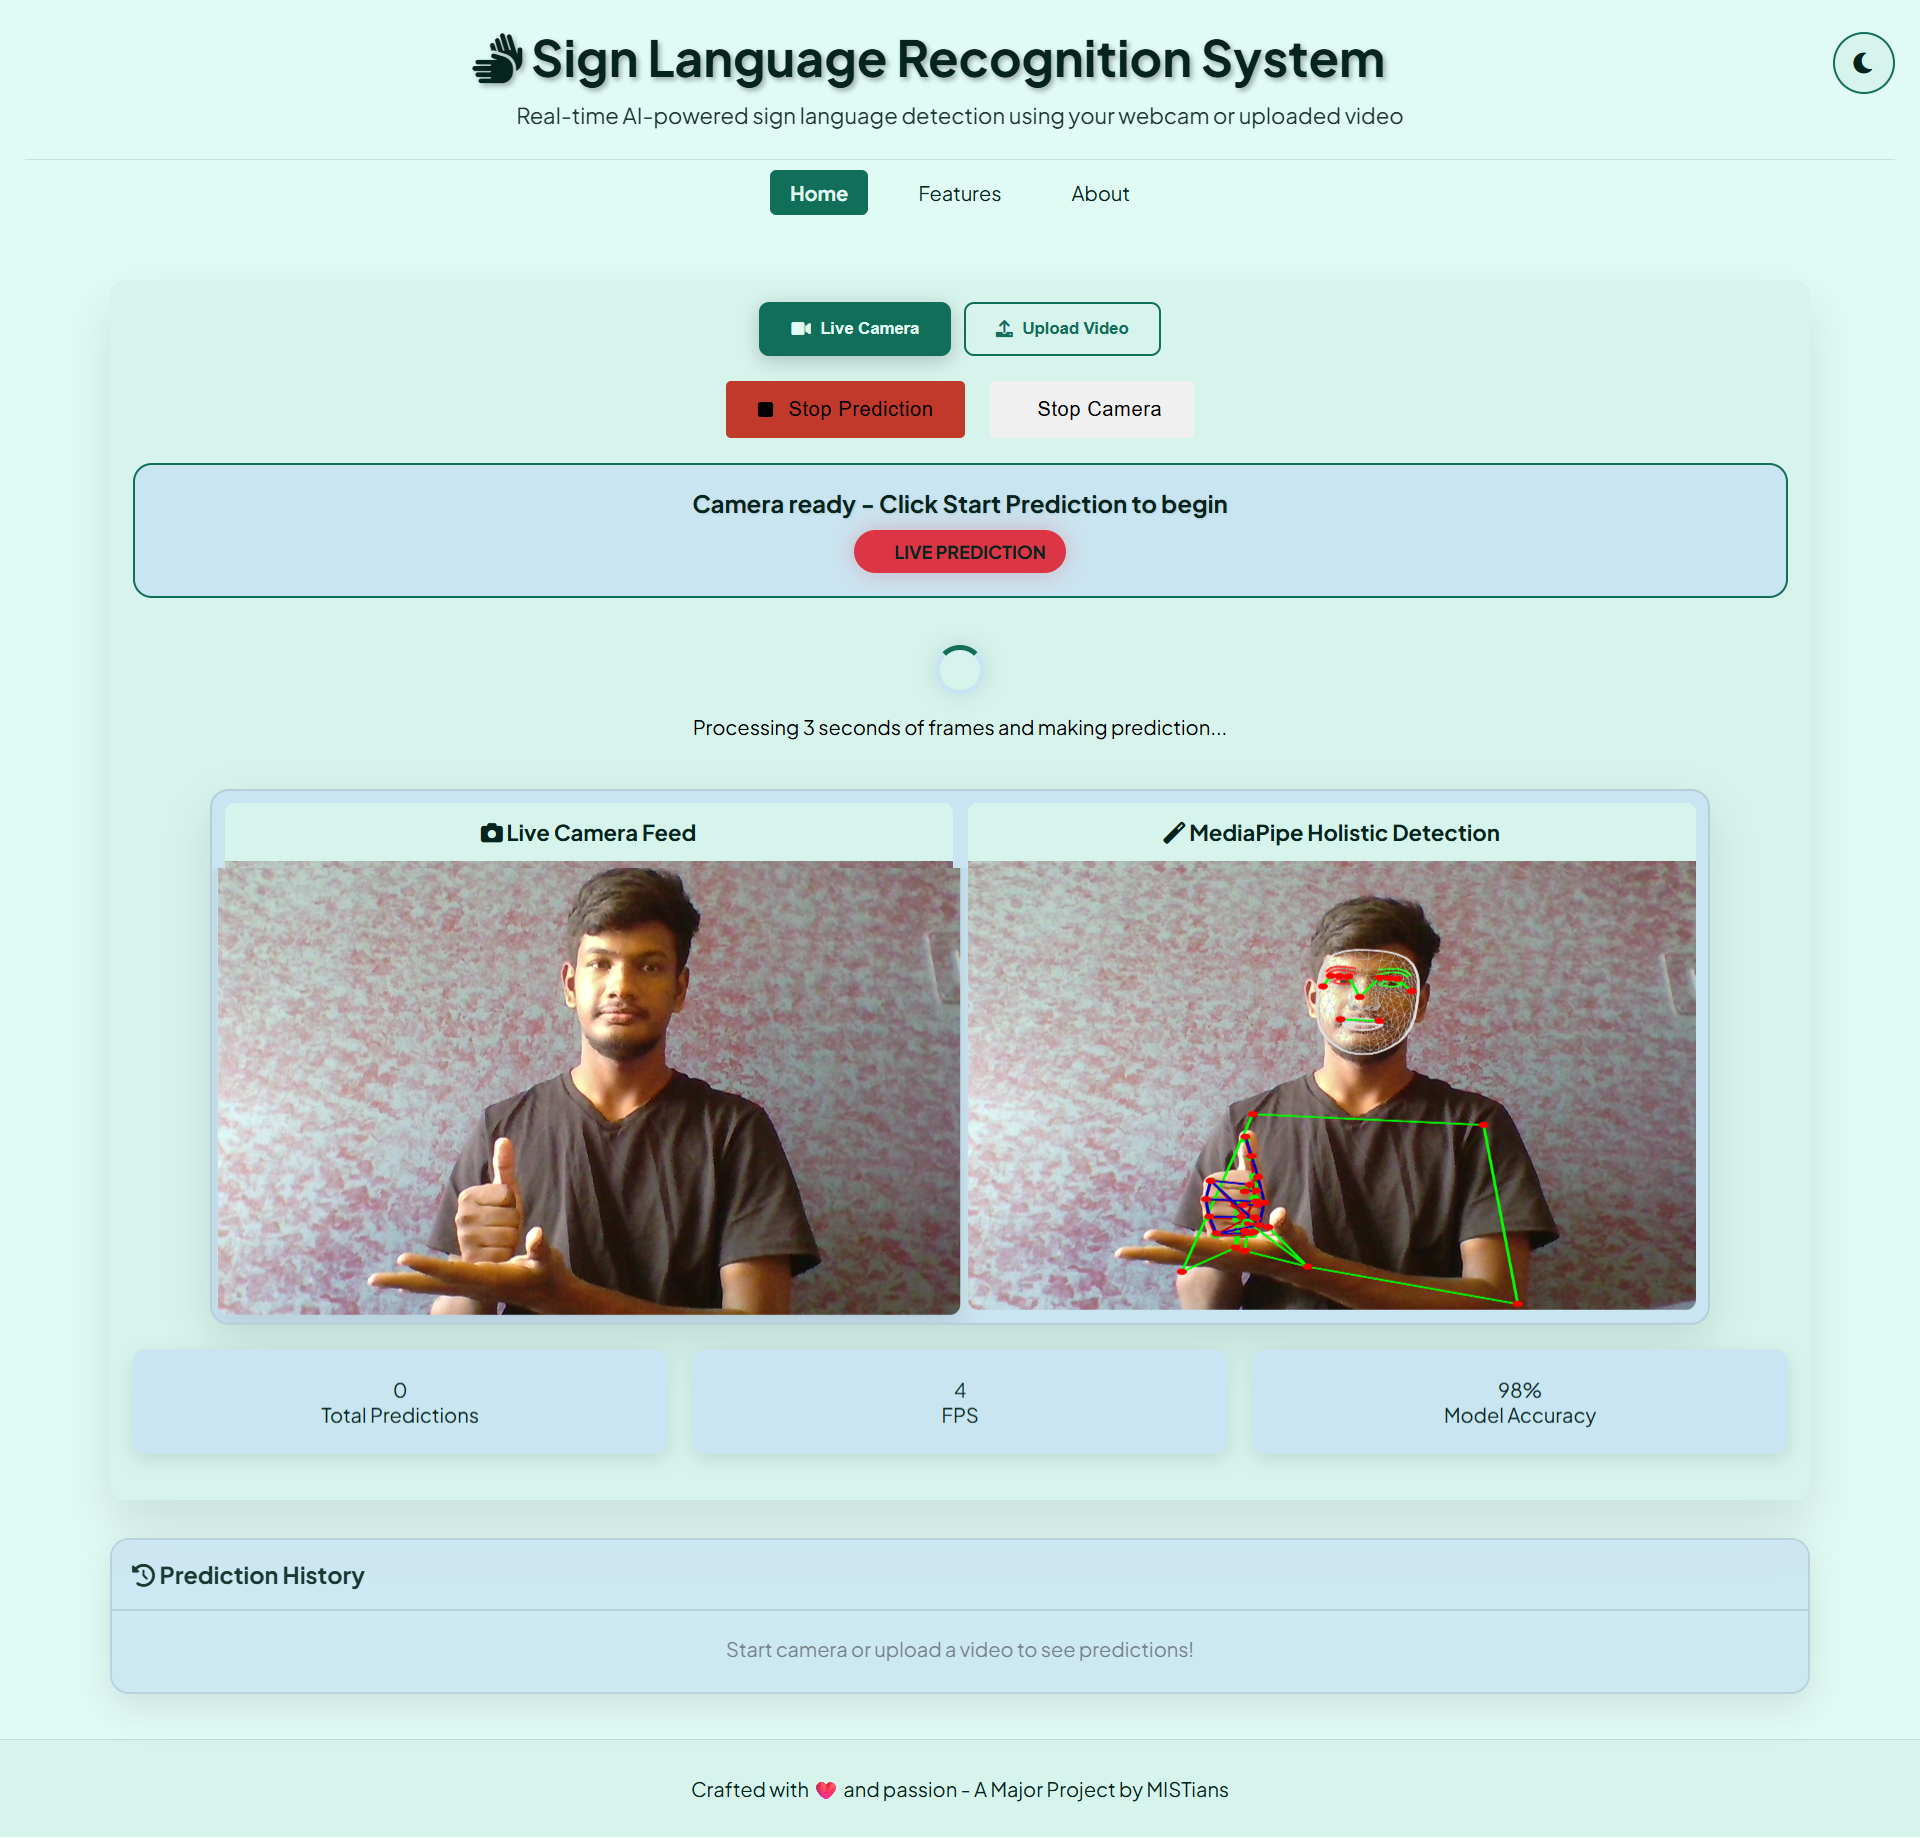 Sign Language Recognition System
Real-time AI-powered sign language detection using your webcam or uploaded video
Home Features About
Live Camera Upload Video
Stop Prediction Stop Camera
Camera ready - Click Start Prediction to begin
LIVE PREDICTION
Processing 3 seconds of frames and making prediction...
Live Camera Feed
MediaPipe Holistic Detection
0
Total Predictions
4
FPS
98%
Model Accuracy
Prediction History
Start camera or upload a video to see predictions!
Crafted with ❤️ and passion - A Major Project by MISTians